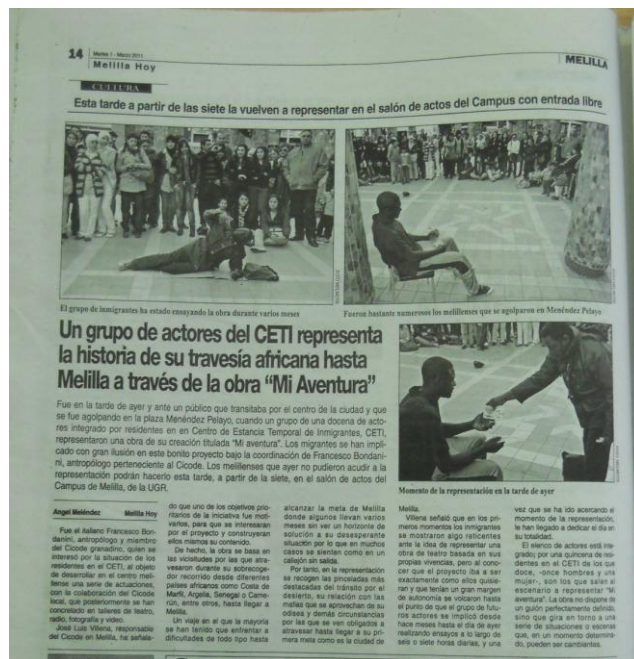 14
Martes 1 - Marzo 2011
Melilla Hoy
MELILLA
CULTURA
Esta tarde a partir de las siete la vuelven a representar en el salón de actos del Campus con entrada libre
El grupo de inmigrantes ha estado ensayando la obra durante varios meses
Fueron bastante numerosos los melillenses que se agolparon en Menéndez Pelayo
Un grupo de actores del CETI representa
la historia de su travesía africana hasta
Melilla a través de la obra “Mi Aventura”
Fue en la tarde de ayer y ante un público que transitaba por el centro de la ciudad y que
se fue agolpando en la plaza Menéndez Pelayo, cuando un grupo de una docena de acto-
res integrado por residentes en en Centro de Estancia Temporal de Inmigrantes, CETI,
representaron una obra de su creación titulada “Mi aventura”. Los migrantes se han impli-
cado con gran ilusión en este bonito proyecto bajo la coordinación de Francesco Bondani-
ni, antropólogo perteneciente al Cicode. Los melillenses que ayer no pudieron acudir a la
representación podrán hacerlo esta tarde, a partir de la siete, en el salón de actos del
Campus de Melilla, de la UGR.
Momento de la representación en la tarde de ayer
Angel Meléndez Melilla Hoy
Fue el italiano Francesco Bon-
danini, antropólogo y miembro
del Cicode granadino, quien se
interesó por la situación de los
residentes en el CETI, al objeto
de desarrollar en el centro meli-
llense una serie de actuaciones,
con la colaboración del Cicode
local, que posteriormente se han
concretado en talleres de teatro,
radio, fotografía y vídeo.
José Luis Villena, responsable
del Cicode en Melilla, ha señala-
do que uno de los objetivos prio-
ritarios de la iniciativa fue moti-
varlos, para que se interesaran
por el proyecto y construyeran
ellos mismos su contenido.
De hecho, la obra se basa en
las vicisitudes por las que atra-
vesaron durante su sobrecoge-
dor recorrido desde diferentes
países africanos como Costa de
Marfil, Argelia, Senegal o Came-
rún, entre otros, hasta llegar a
Melilla.
Un viaje en el que la mayoría
se han tenido que enfrentar a
dificultades de todo tipo hasta
alcanzar la meta de Melilla
donde algunos llevan varios
meses sin ver un horizonte de
solución a su desesperante
situación por lo que en muchos
casos se sienten como en un
callejón sin salida.
Por tanto, en la representación
se recogen las pinceladas más
destacadas del tránsito por el
desierto, su relación con las
mafias que se aprovechan de su
odisea y demás circunstancias
por las que se ven obligados a
atravesar hasta llegar a su pri-
mera meta como es la ciudad de
Melilla.
Villena señaló que en los pri-
meros momentos los inmigrantes
se mostraron algo reticentes
ante la idea de representar una
obra de teatro basada en sus
propias vivencias, pero al cono-
cer que el proyecto iba a ser
exactamente como ellos quisie-
ran y que tenían un gran margen
de autonomía se volcaron hasta
el punto de que el grupo de futu-
ros actores se implicó desde
hace meses hasta el día de ayer
realizando ensayos a lo largo de
seis o siete horas diarias, y una
vez que se ha ido acercando el
momento de la representación,
le han llegado a dedicar al día en
su totalidad.
El elenco de actores está inte-
grado; por una quincena de resi-
dentes en el CETI de los que
doce, -once hombres y una
mujer-, son los que salen al
escenario a representar “Mi
aventura”. La obra no dispone de
un guión perfectamente definido,
sino que gira en torno a una
serie de situaciones o escenas
que, en un momento determina-
do, pueden ser cambiantes.